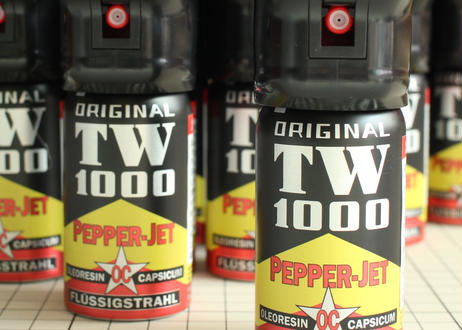 ORIGINAL
TW
1000
PEPPER-JET
OLEORESIN OC CAPSICUM
FLÜSSIGSTRAHL
ORIGINAL
TW
1000
PEPPER-JET
OLEORESIN OC CAPSICUM